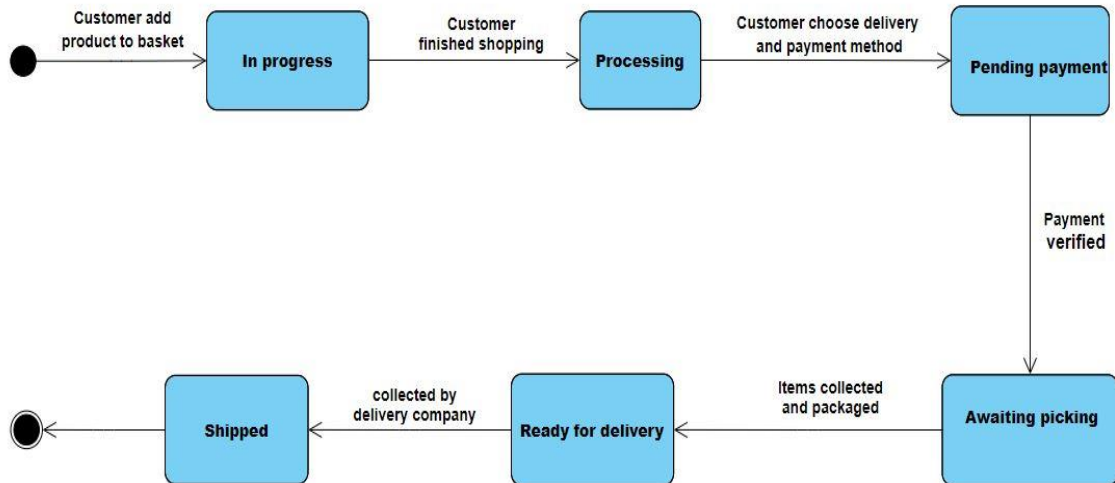 Customer add
product to basket
In progress
Customer
finished shopping
Processing
Customer choose delivery
and payment method
Pending payment
Payment
verified
Awaiting picking
Items collected
and packaged
Ready for delivery
collected by
delivery company
Shipped